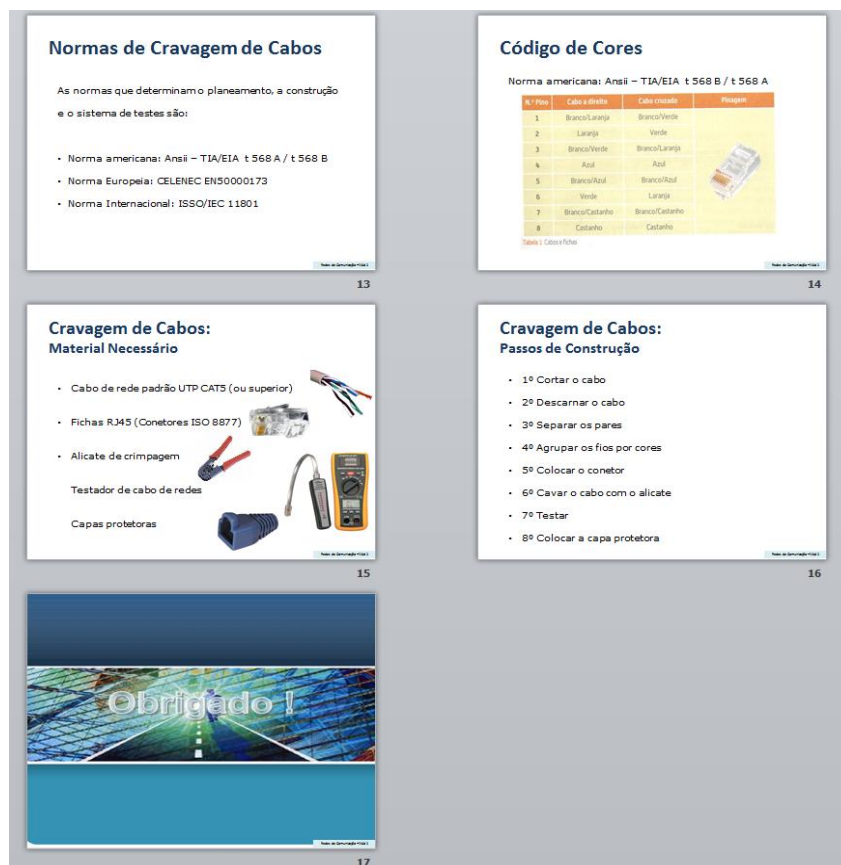 Normas de Cravagem de Cabos
As normas que determinam o planeamento, a construção
e o sistema de testes são:
• Norma americana: Ansii – TIA/EIA t 568 A / t 568 B
• Norma Europeia: CELENEC EN50000173
• Norma Internacional: ISSO/IEC 11801
13
Código de Cores
Norma americana: Ansii – TIA/EIA t 568 B / t 568 A
N.º Pino Cabo a direito Cabo cruzado Pinagem
1 Branco/Laranja Branco/Verde
2 Laranja Verde
3 Branco/Verde Branco/Laranja
4 Azul Azul
5 Branco/Azul Branco/Azul
6 Verde Laranja
7 Branco/Castanho Branco/Castanho
8 Castanho Castanho
Tabela 1 Cabos e fichas
14
Cravagem de Cabos:
Material Necessário
• Cabo de rede padrão UTP CAT5 (ou superior)
• Fichas RJ45 (Conetores ISO 8877)
• Alicate de crimpagem
Testador de cabo de redes
Capas protetoras
15
Cravagem de Cabos:
Passos de Construção
• 1º Cortar o cabo
• 2º Descarnar o cabo
• 3º Separar os pares
• 4º Agrupar os fios por cores
• 5º Colocar o conetor
• 6º Cavar o cabo com o alicate
• 7º Testar
• 8º Colocar a capa protetora
16
Obrigado !
17